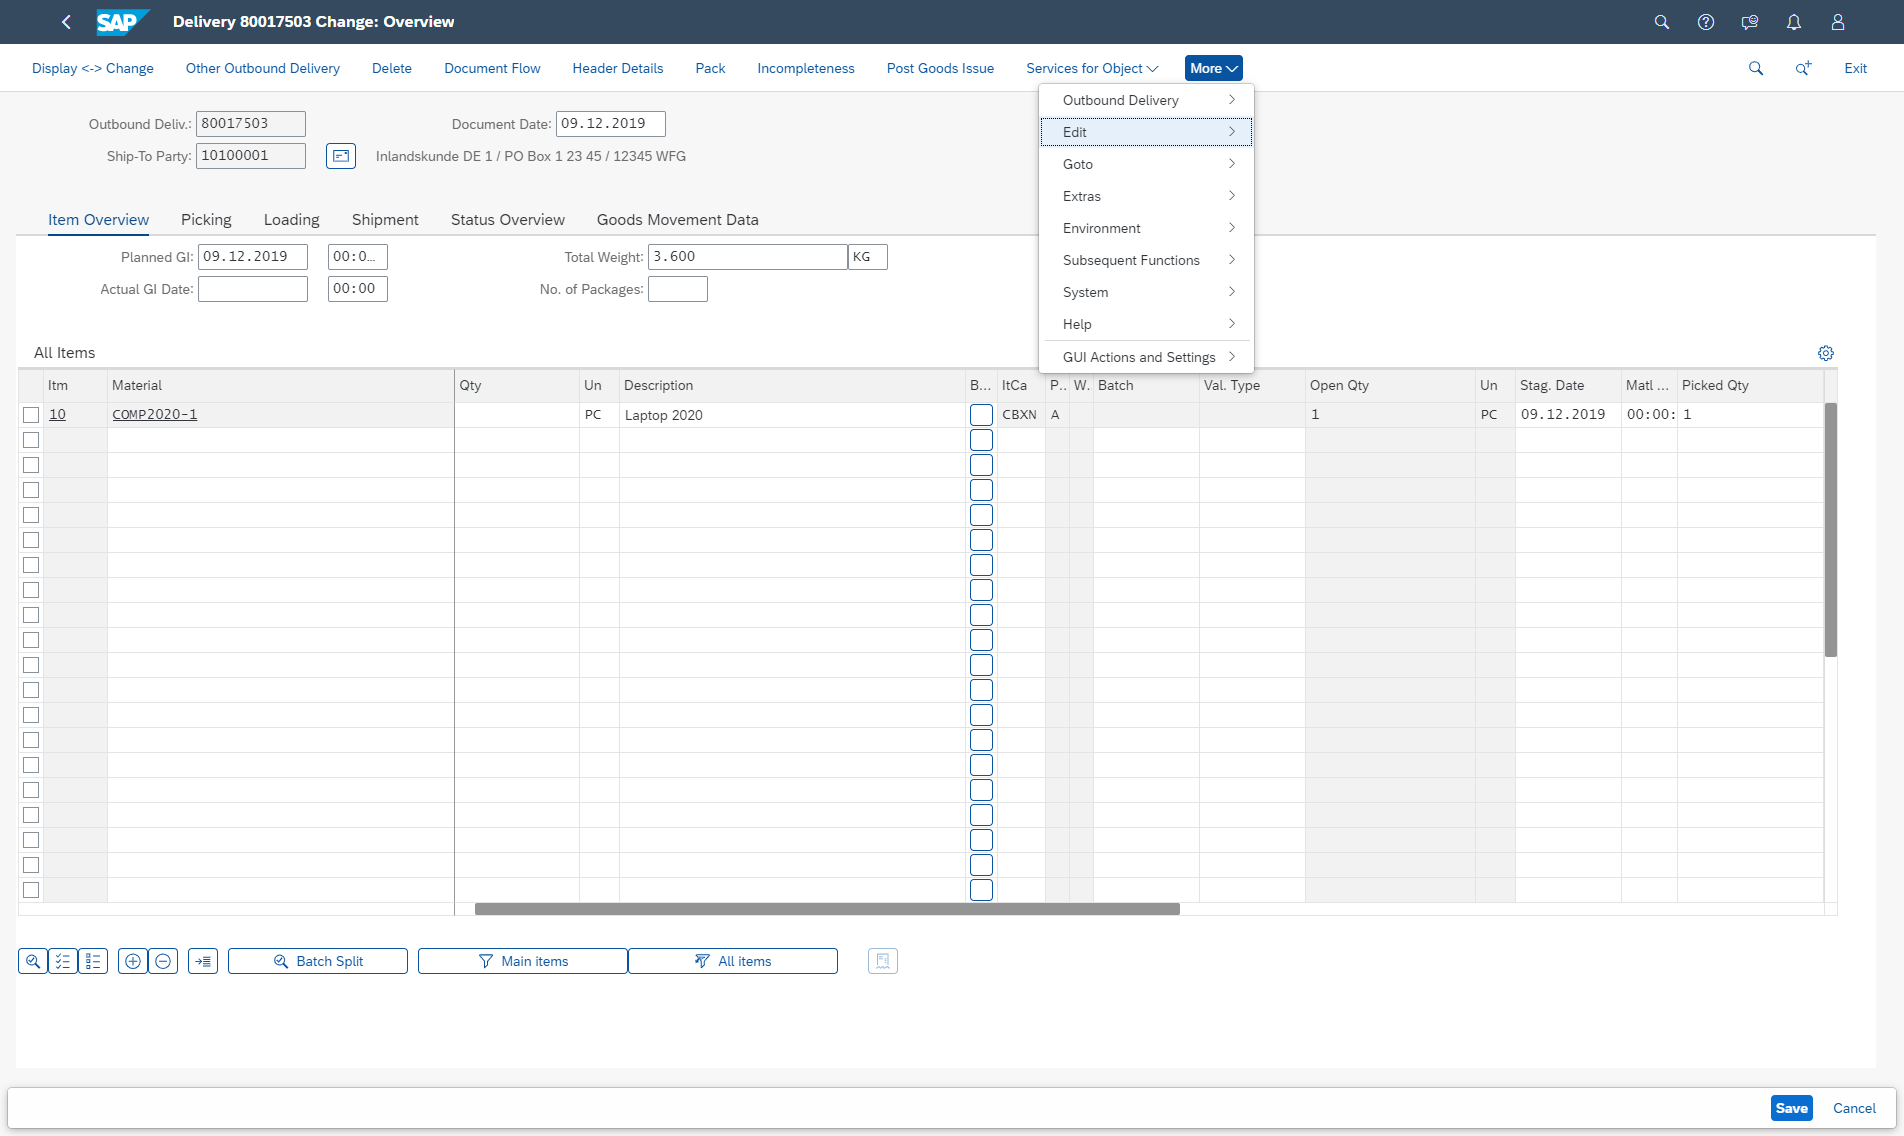 SAP Delivery 80017503 Change: Overview
Display <-> Change Other Outbound Delivery Delete Document Flow Header Details Pack Incompleteness Post Goods Issue Services for Object More Exit
Outbound Delivery
Edit
Goto
Extras
Environment
Subsequent Functions
System
Help
GUI Actions and Settings
Outbound Deliv.: 80017503 Document Date: 09.12.2019
Ship-To Party: 10100001 Inlandskunde DE 1 / PO Box 1 23 45 / 12345 WFG
Item Overview Picking Loading Shipment Status Overview Goods Movement Data
Planned GI: 09.12.2019 00:0... Total Weight: 3.600 KG
Actual GI Date: 00:00 No. of Packages:
All Items
Itm Material Qty Un Description B... ItCa P.. W. Batch Val. Type Open Qty Un Stag. Date Matl ... Picked Qty
10 COMP2020-1 PC Laptop 2020 CBXN A 1 PC 09.12.2019 00:00: 1
Batch Split Main items All items
Save Cancel